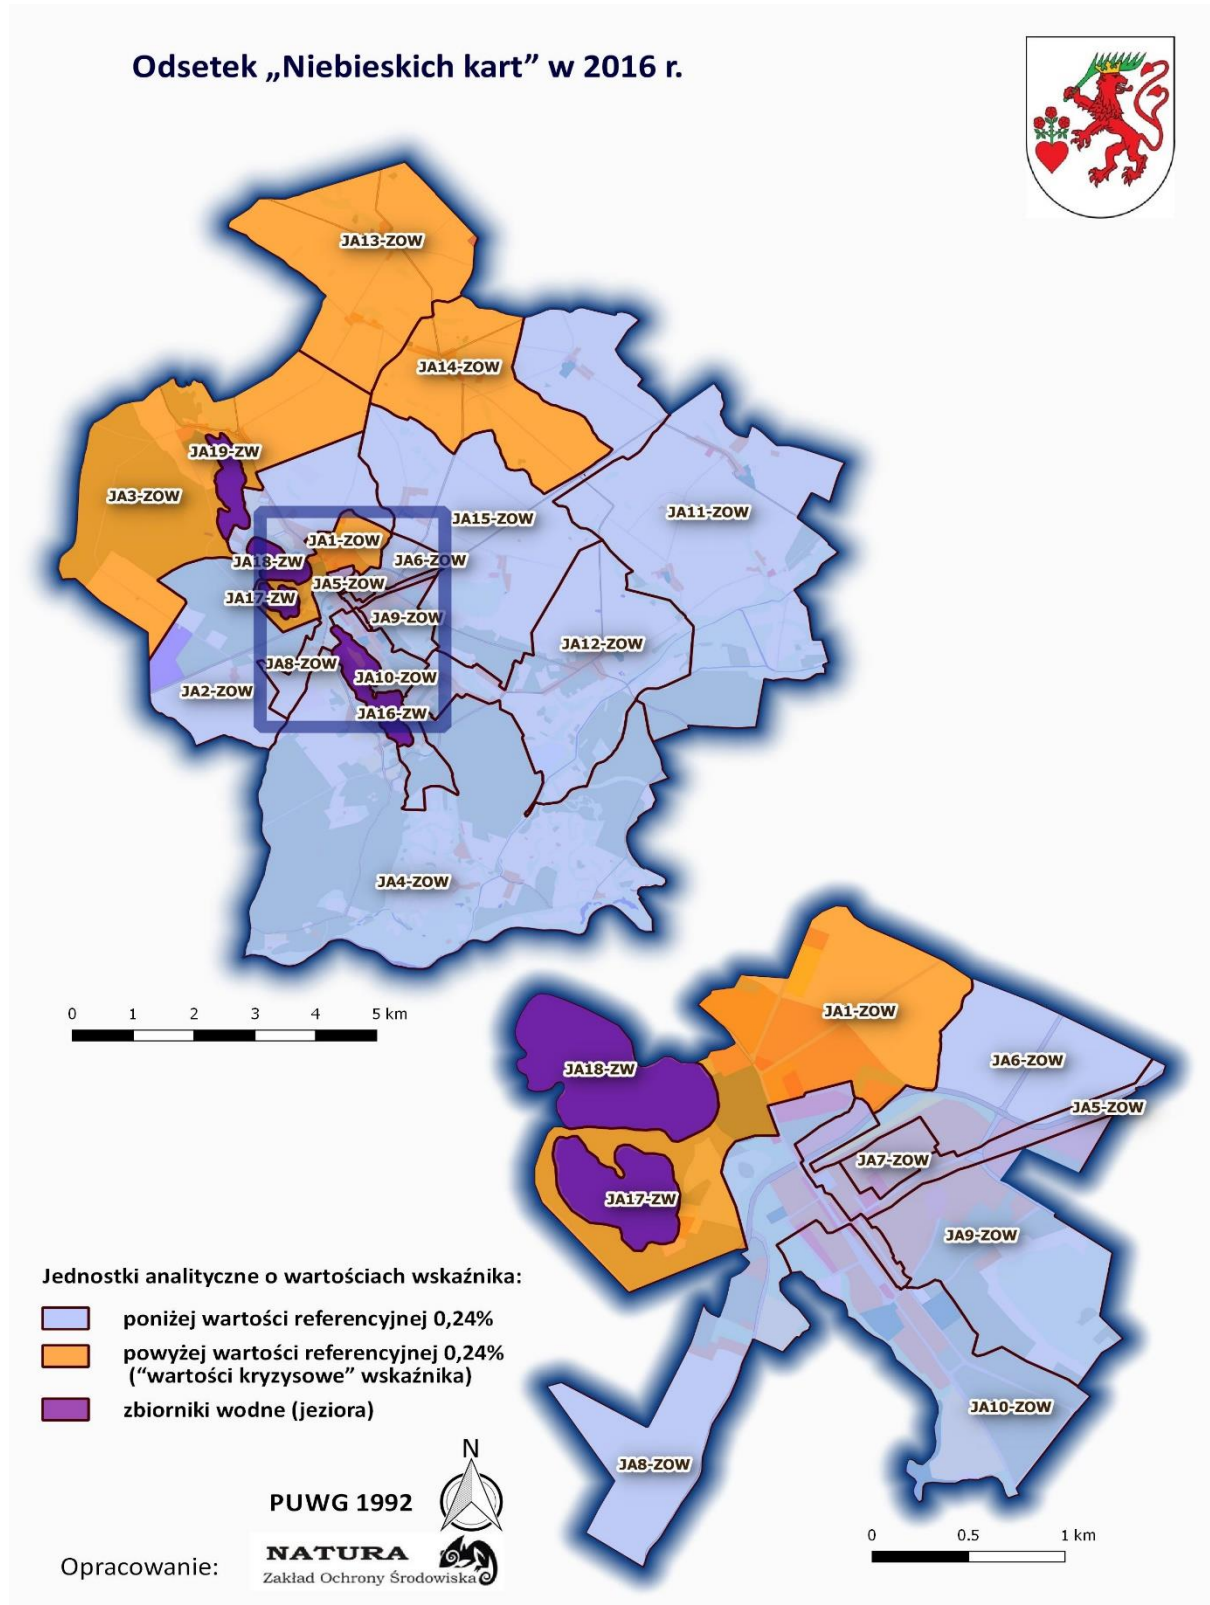 Odsetek „Niebieskich kart” w 2016 r.
JA13-ZOW
JA14-ZOW
JA19-ZW
JA3-ZOW
JA15-ZOW
JA11-ZOW
JA1-ZOW
JA18-ZW
JA6-ZOW
JA5-ZOW
JA17-ZW
JA9-ZOW
JA12-ZOW
JA8-ZOW
JA10-ZOW
JA2-ZOW
JA16-ZW
JA4-ZOW
0 1 2 3 4 5 km
JA1-ZOW
JA18-ZW
JA6-ZOW
JA5-ZOW
JA7-ZOW
JA17-ZW
JA9-ZOW
JA10-ZOW
JA8-ZOW
Jednostki analityczne o wartościach wskaźnika:
poniżej wartości referencyjnej 0,24%
powyżej wartości referencyjnej 0,24%
(“wartości kryzysowe” wskaźnika)
zbiorniki wodne (jeziora)
N
PUWG 1992
0 0.5 1 km
Opracowanie:
NATURA
Zakład Ochrony Środowiska